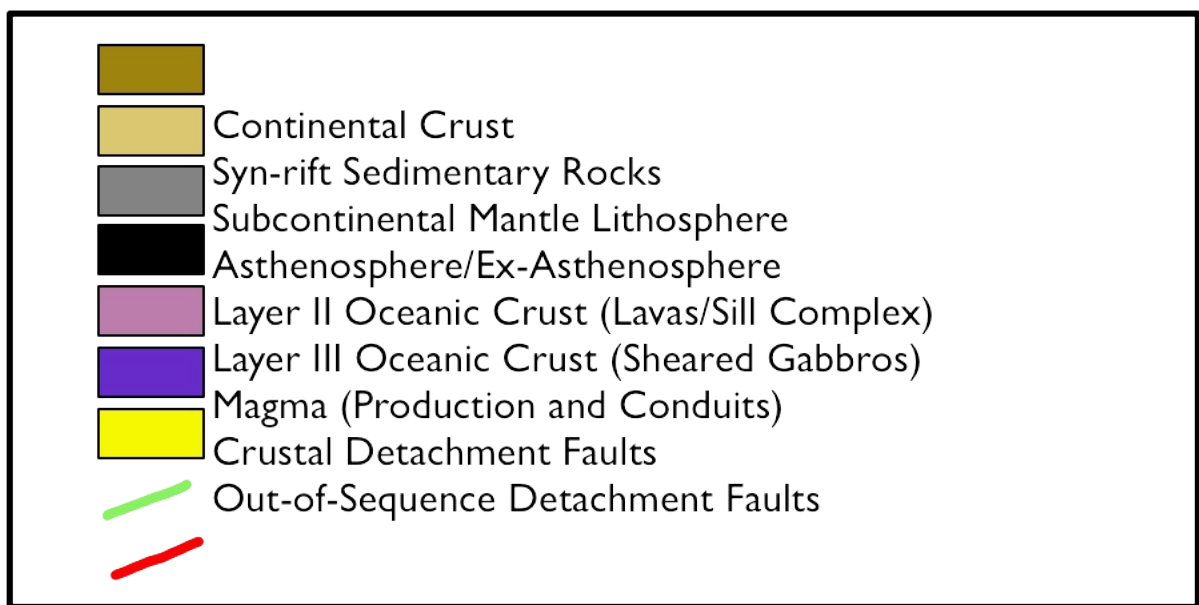 Continental Crust
Syn-rift Sedimentary Rocks
Subcontinental Mantle Lithosphere
Asthenosphere/Ex-Asthenosphere
Layer II Oceanic Crust (Lavas/Sill Complex)
Layer III Oceanic Crust (Sheared Gabbros)
Magma (Production and Conduits)
Crustal Detachment Faults
Out-of-Sequence Detachment Faults